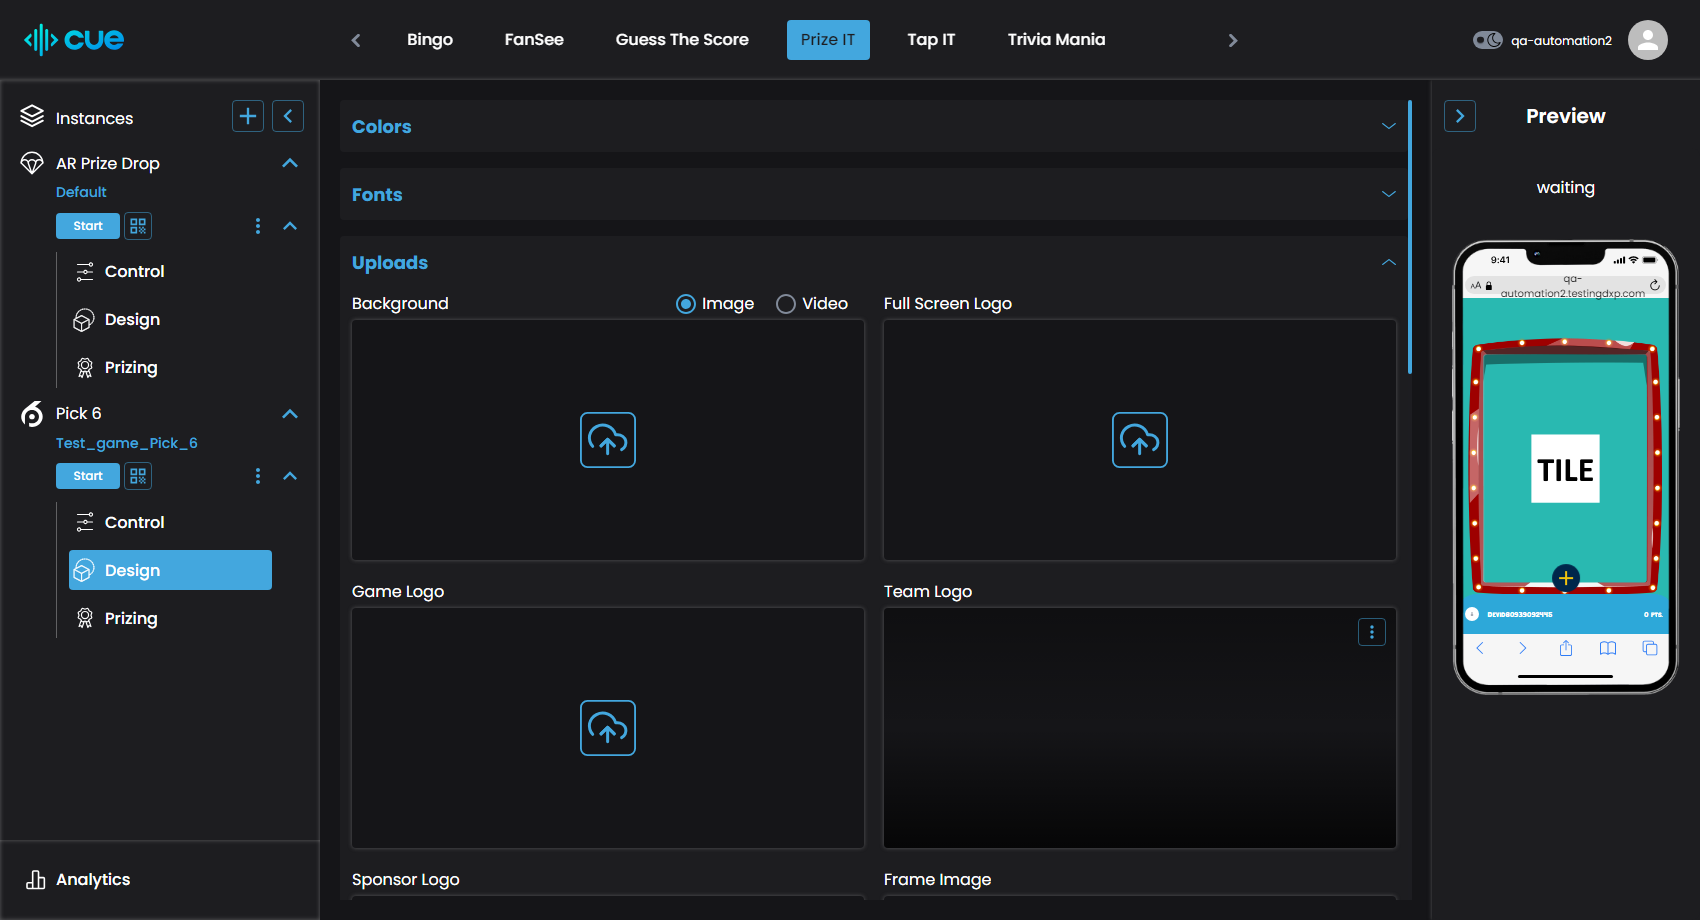 cue
Bingo
FanSee
Guess The Score
Prize IT
Tap IT
Trivia Mania
qa-automation2
Instances
AR Prize Drop
Default
Start
Control
Design
Prizing
Pick 6
Test_game_Pick_6
Start
Control
Design
Prizing
Analytics
Colors
Fonts
Uploads
Background
Image
Video
Full Screen Logo
Game Logo
Team Logo
Sponsor Logo
Frame Image
Preview
waiting
9:41
AA
qa-
automation2.testingdxp.com
TILE
0 PTS.